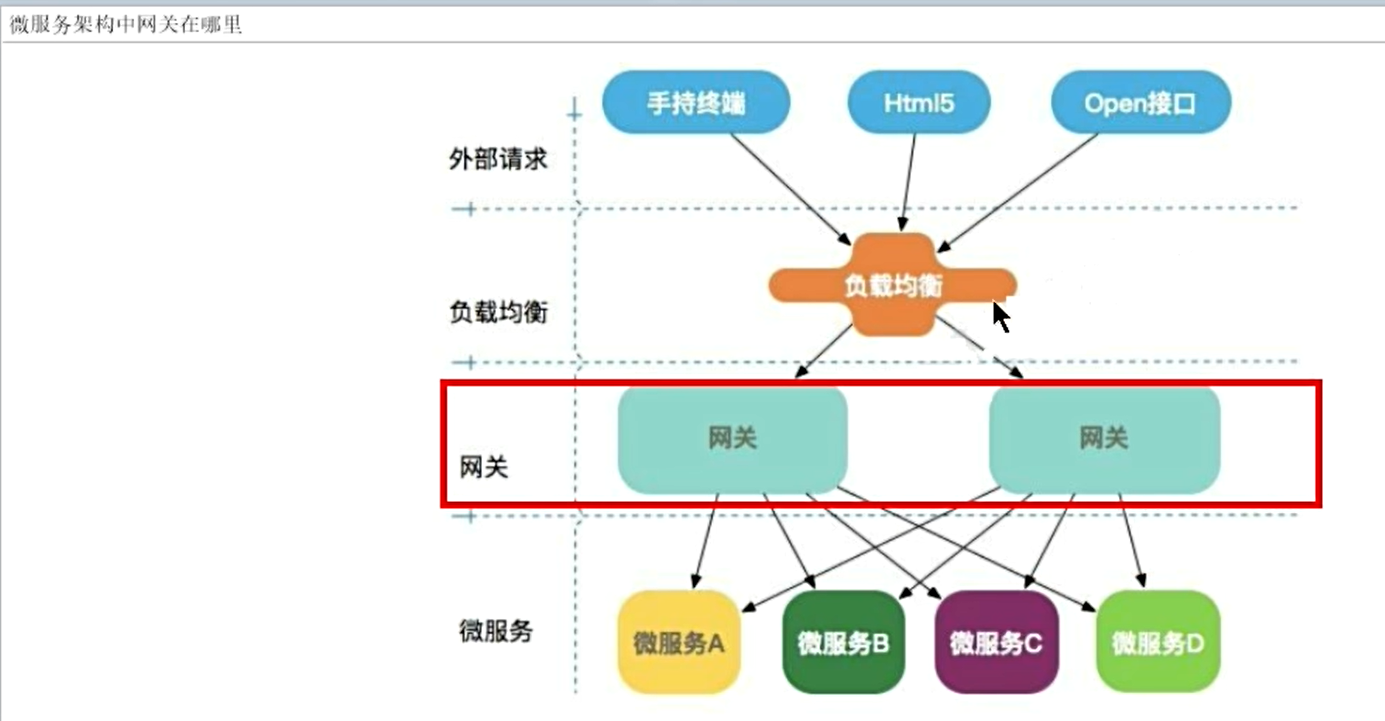 微服务架构中网关在哪里
手持终端
Html5
Open接口
外部请求
负载均衡
负载均衡
网关
网关
网关
微服务
微服务A
微服务B
微服务C
微服务D